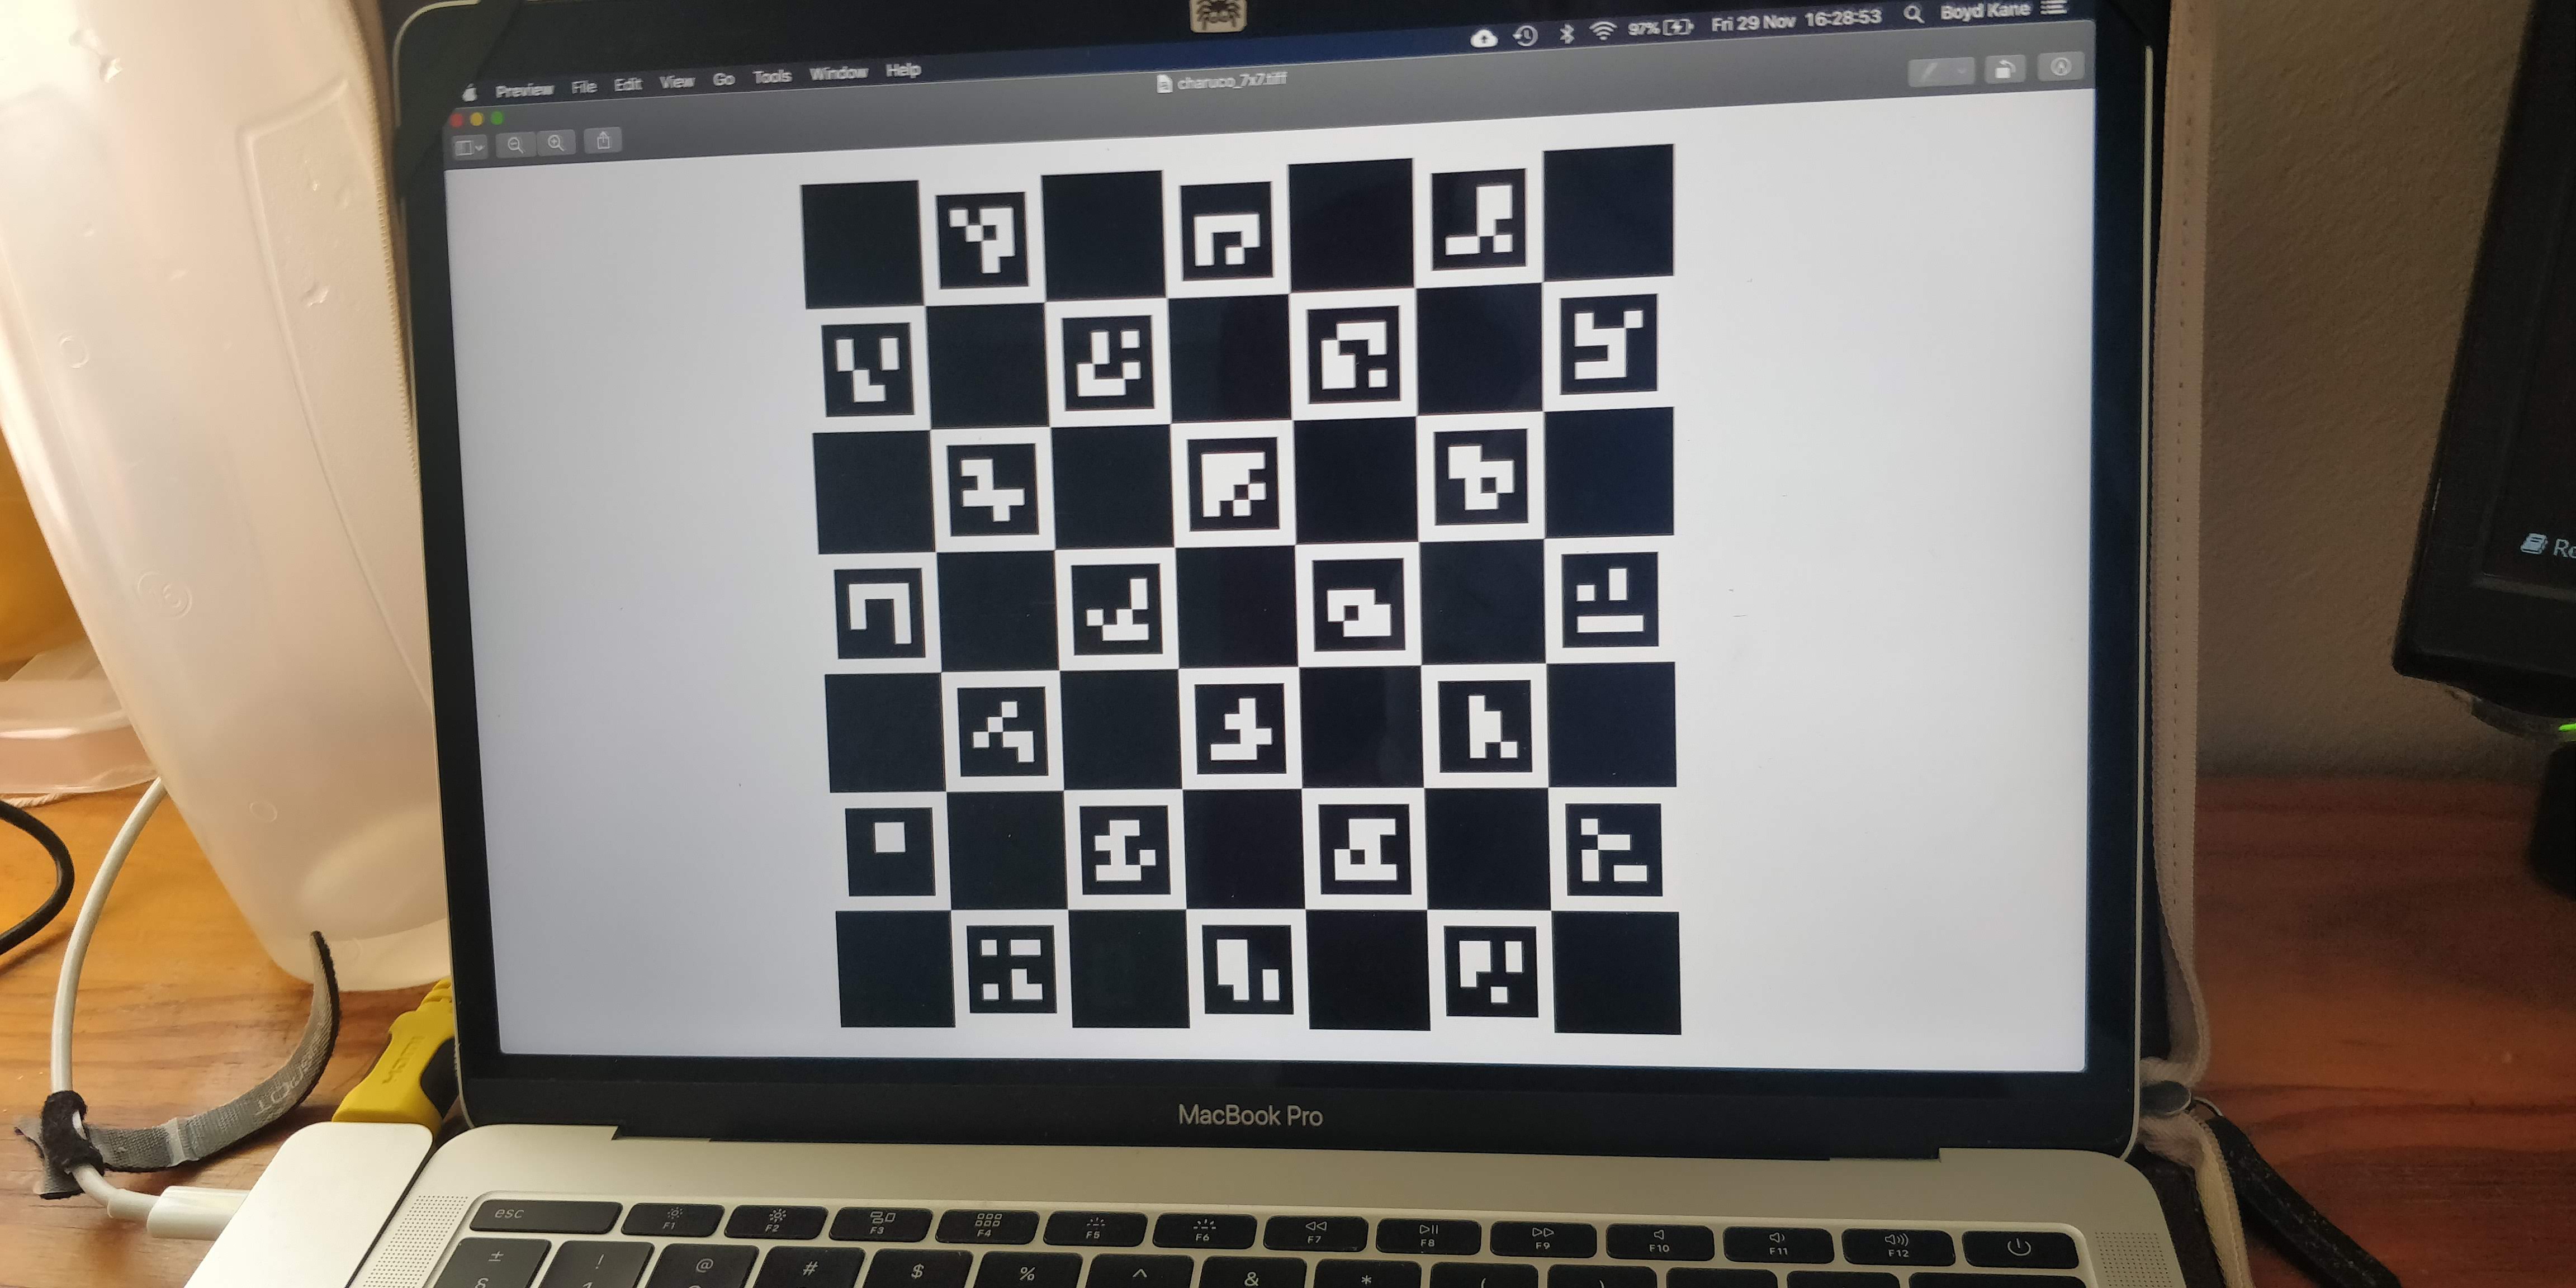 97% Fri 29 Nov 16:28:53 Boyd Kane
Preview File Edit View Go Tools Window Help
charuco_7x7.tiff
MacBook Pro
esc F1 F2 F3 F4 F5 F6 F7 F8 F9 F10 F11 F12
± ! @ # $ % ^ & * ( )
§